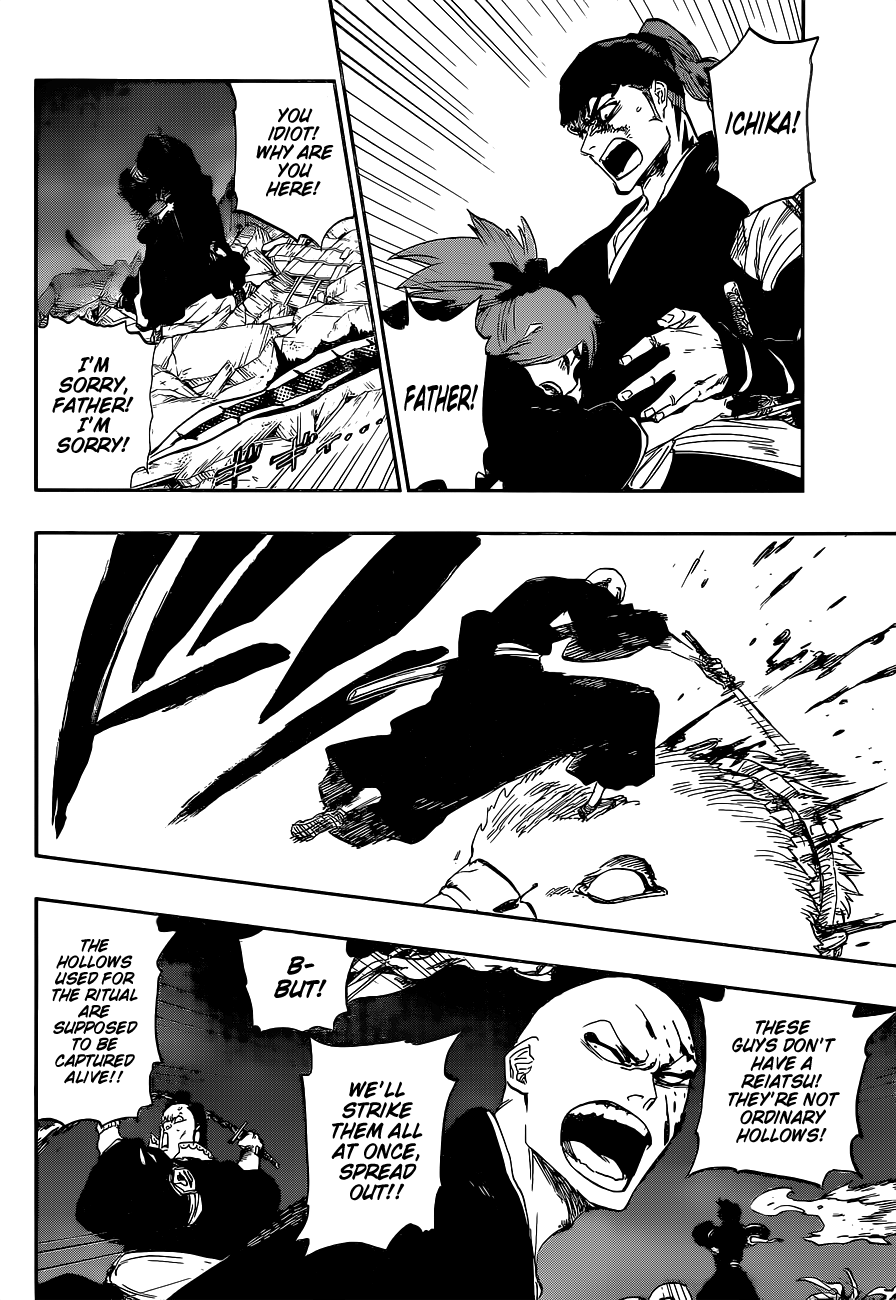 ICHIKA!
FATHER!
YOU
IDIOT!
WHY ARE
YOU
HERE!
I'M
SORRY,
FATHER!
I'M
SORRY!
ギギ...
THESE
GUYS DON'T
HAVE A
REIATSU!
THEY'RE NOT
ORDINARY
HOLLOWS!
WE'LL
STRIKE
THEM ALL
AT ONCE,
SPREAD
OUT!!
B-
BUT!
THE
HOLLOWS
USED FOR
THE RITUAL
ARE
SUPPOSED
TO BE
CAPTURED
ALIVE!!